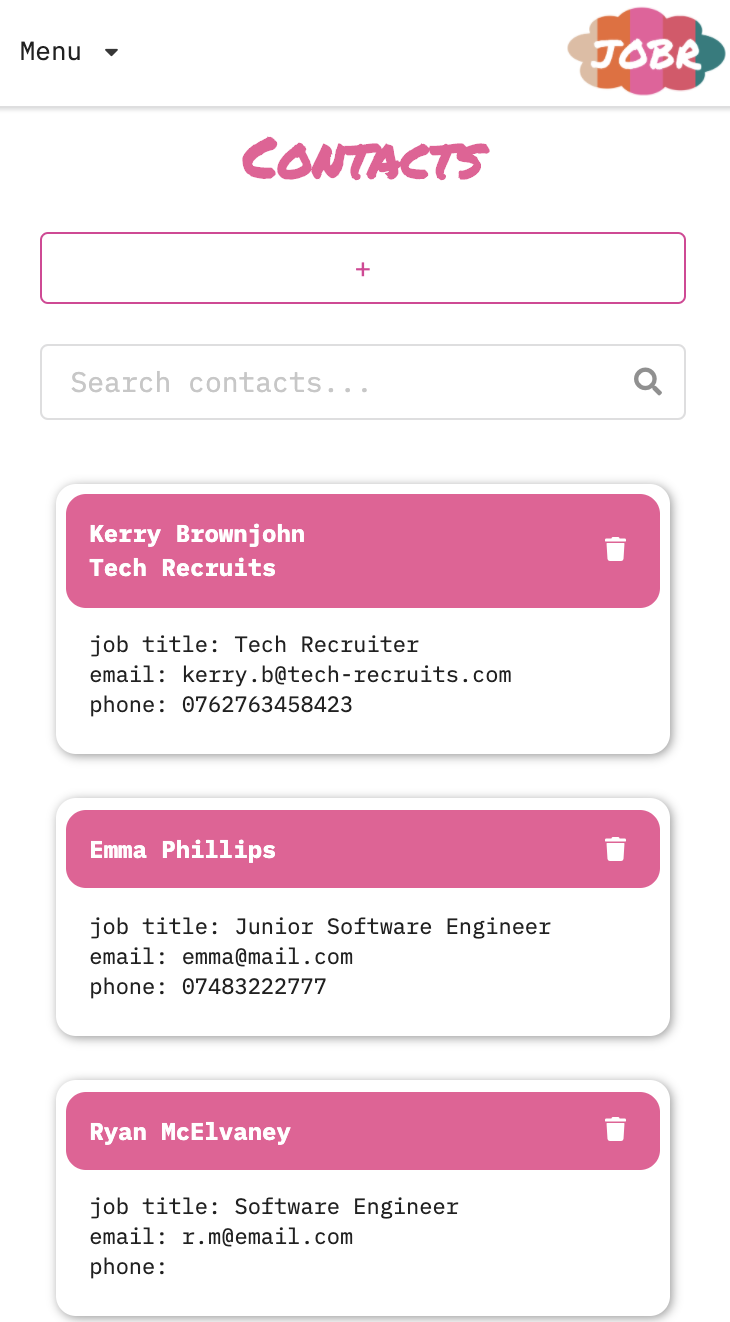 Menu
JOBR
Contacts
+
Search contacts...
Kerry Brownjohn
Tech Recruits
job title: Tech Recruiter
email: kerry.b@tech-recruits.com
phone: 0762763458423
Emma Phillips
job title: Junior Software Engineer
email: emma@mail.com
phone: 07483222777
Ryan McElvaney
job title: Software Engineer
email: r.m@email.com
phone: